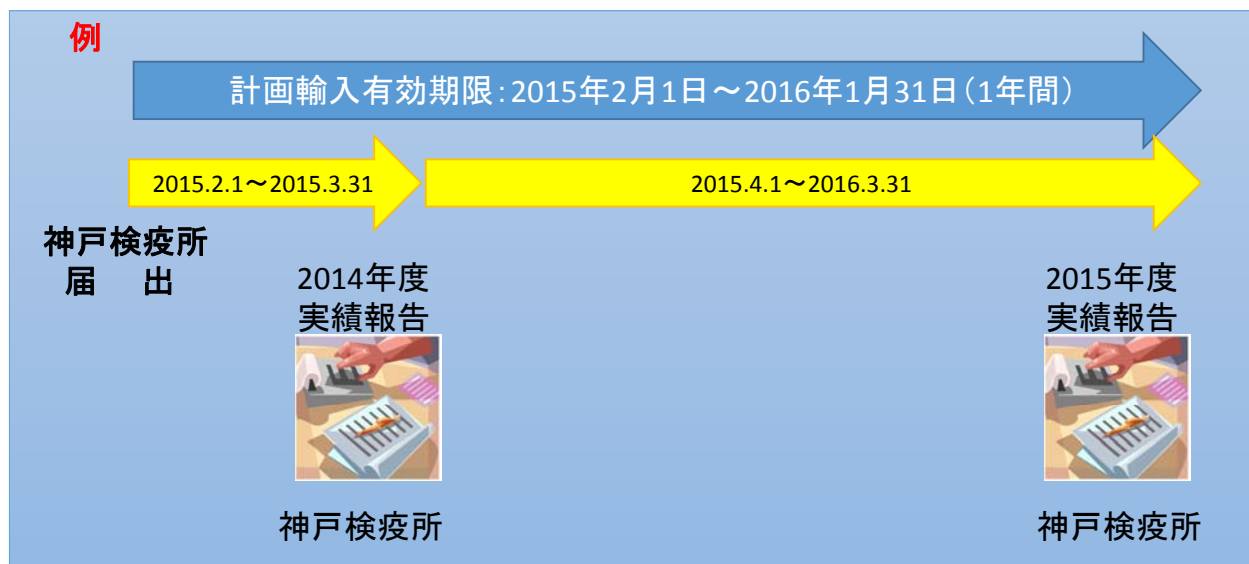 例
計画輸入有効期限：2015年2月1日～2016年1月31日（1年間）
2015.2.1～2015.3.31
2015.4.1～2016.3.31
神戸検疫所
届　出
2014年度
実績報告
2015年度
実績報告
神戸検疫所
神戸検疫所